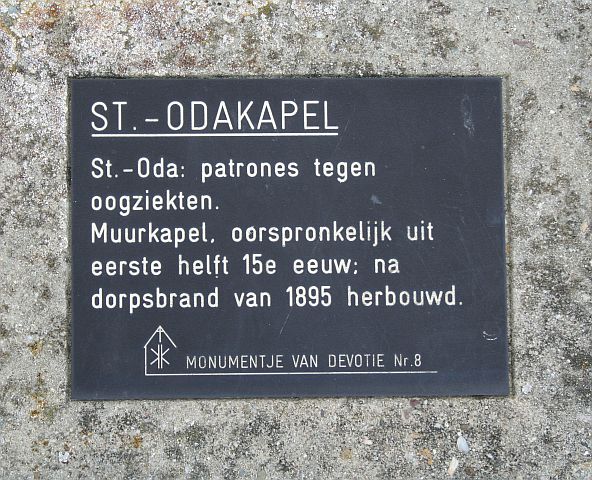 ST.-ODAKAPEL
St.-Oda: patrones tegen
oogziekten.
Muurkapel, oorspronkelijk uit
eerste helft 15e eeuw; na
dorpsbrand van 1895 herbouwd.
MONUMENTJE VAN DEVOTIE Nr.8